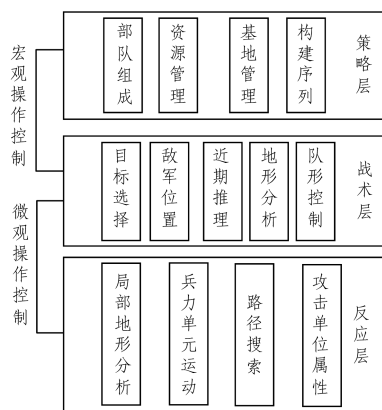 宏观操作控制
微观操作控制
部队组成
资源管理
基地管理
构建序列
策略层
目标选择
敌军位置
近期推理
地形分析
队形控制
战术层
局部地形分析
兵力单元运动
路径搜索
攻击单位属性
反应层